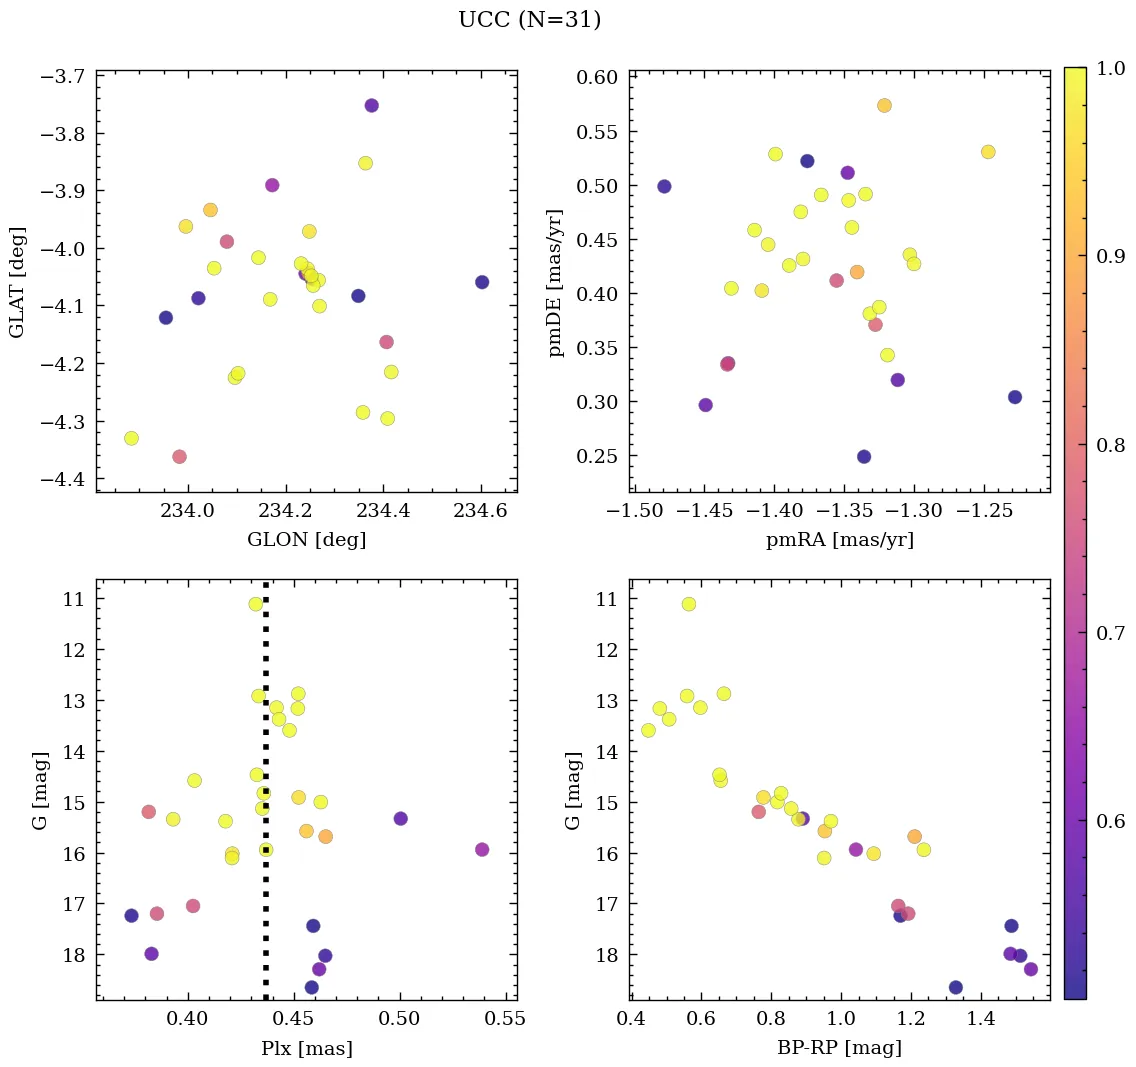 UCC (N=31)
−3.7
−3.8
−3.9
−4.0
−4.1
−4.2
−4.3
−4.4
GLAT [deg]
234.0 234.2 234.4 234.6
GLON [deg]
0.60
0.55
0.50
0.45
0.40
0.35
0.30
0.25
pmDE [mas/yr]
−1.50 −1.45 −1.40 −1.35 −1.30 −1.25
pmRA [mas/yr]
1.0
0.9
0.8
0.7
0.6
11
12
13
14
15
16
17
18
G [mag]
0.40 0.45 0.50 0.55
Plx [mas]
11
12
13
14
15
16
17
18
G [mag]
0.4 0.6 0.8 1.0 1.2 1.4
BP-RP [mag]